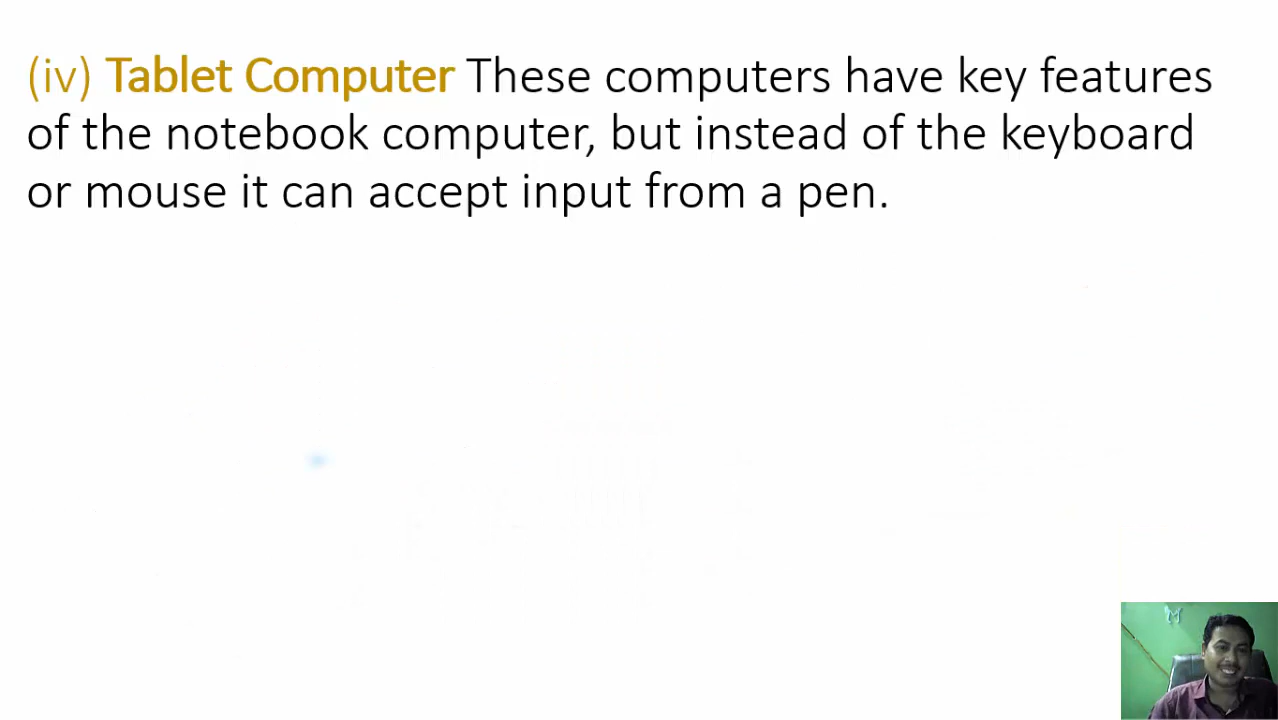 (iv) Tablet Computer These computers have key features
of the notebook computer, but instead of the keyboard
or mouse it can accept input from a pen.